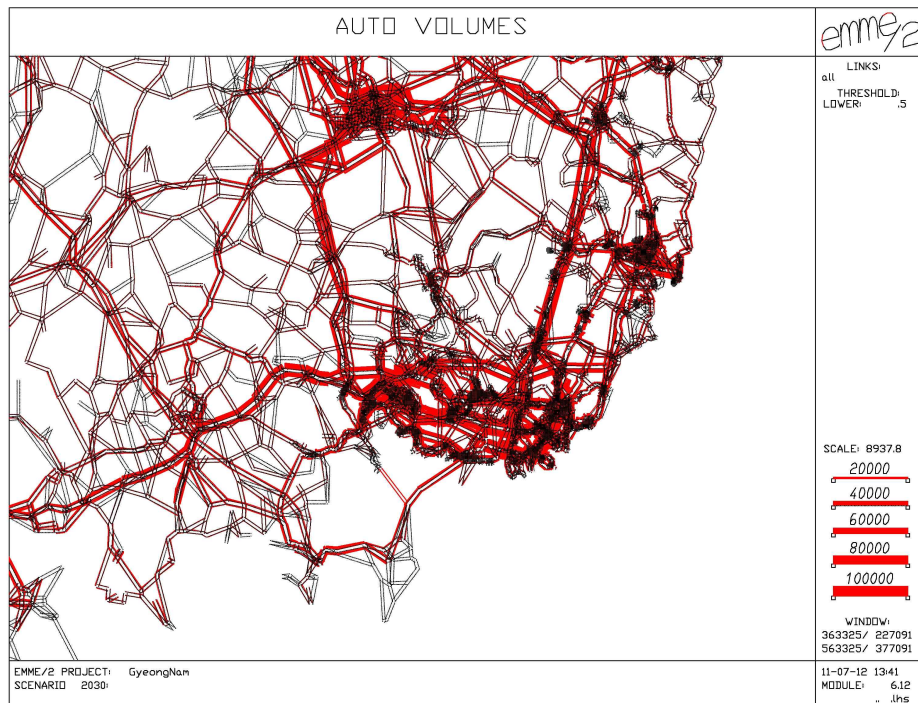 AUTO VOLUMES
emme/2
LINKS:
all
THRESHOLD:
LOWER: .5
SCALE: 8937.8
20000
40000
60000
80000
100000
WINDOW:
363325/ 227091
563325/ 377091
EMME/2 PROJECT: GyeongNam
SCENARIO 2030:
11-07-12 13:41
MODULE: 6.12
.. .lhs